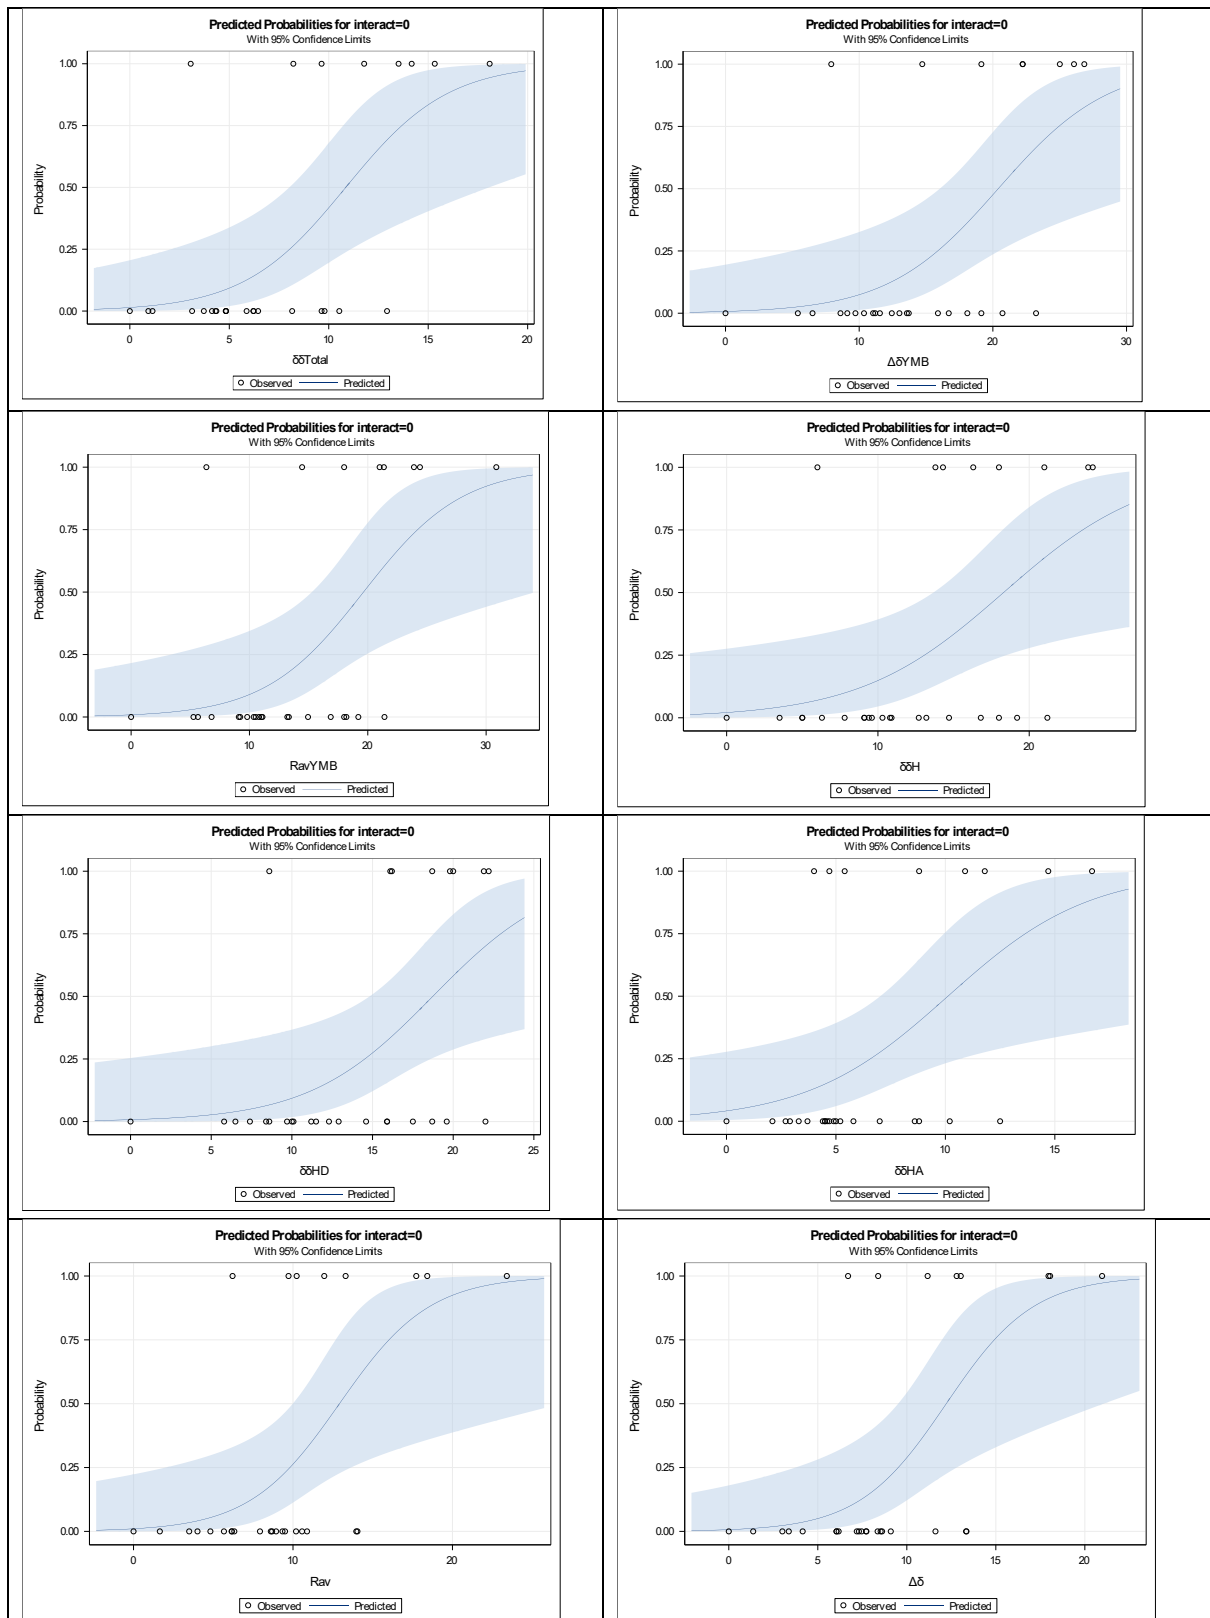 Predicted Probabilities for interact=0
With 95% Confidence Limits
1.00
0.75
0.50
0.25
0.00
Probability
0 5 10 15 20
δδTotal
Observed Predicted
Predicted Probabilities for interact=0
With 95% Confidence Limits
1.00
0.75
0.50
0.25
0.00
Probability
0 10 20 30
ΔδYMB
Observed Predicted
Predicted Probabilities for interact=0
With 95% Confidence Limits
1.00
0.75
0.50
0.25
0.00
Probability
0 10 20 30
RavYMB
Observed Predicted
Predicted Probabilities for interact=0
With 95% Confidence Limits
1.00
0.75
0.50
0.25
0.00
Probability
0 10 20
δδH
Observed Predicted
Predicted Probabilities for interact=0
With 95% Confidence Limits
1.00
0.75
0.50
0.25
0.00
Probability
0 5 10 15 20 25
δδHD
Observed Predicted
Predicted Probabilities for interact=0
With 95% Confidence Limits
1.00
0.75
0.50
0.25
0.00
Probability
0 5 10 15
δδHA
Observed Predicted
Predicted Probabilities for interact=0
With 95% Confidence Limits
1.00
0.75
0.50
0.25
0.00
Probability
0 10 20
Rav
Observed Predicted
Predicted Probabilities for interact=0
With 95% Confidence Limits
1.00
0.75
0.50
0.25
0.00
Probability
0 5 10 15 20
Δδ
Observed Predicted